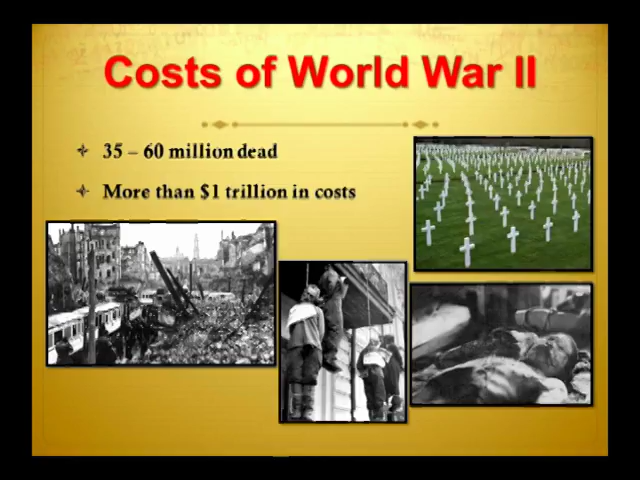 Costs of World War II
35 – 60 million dead
More than $1 trillion in costs